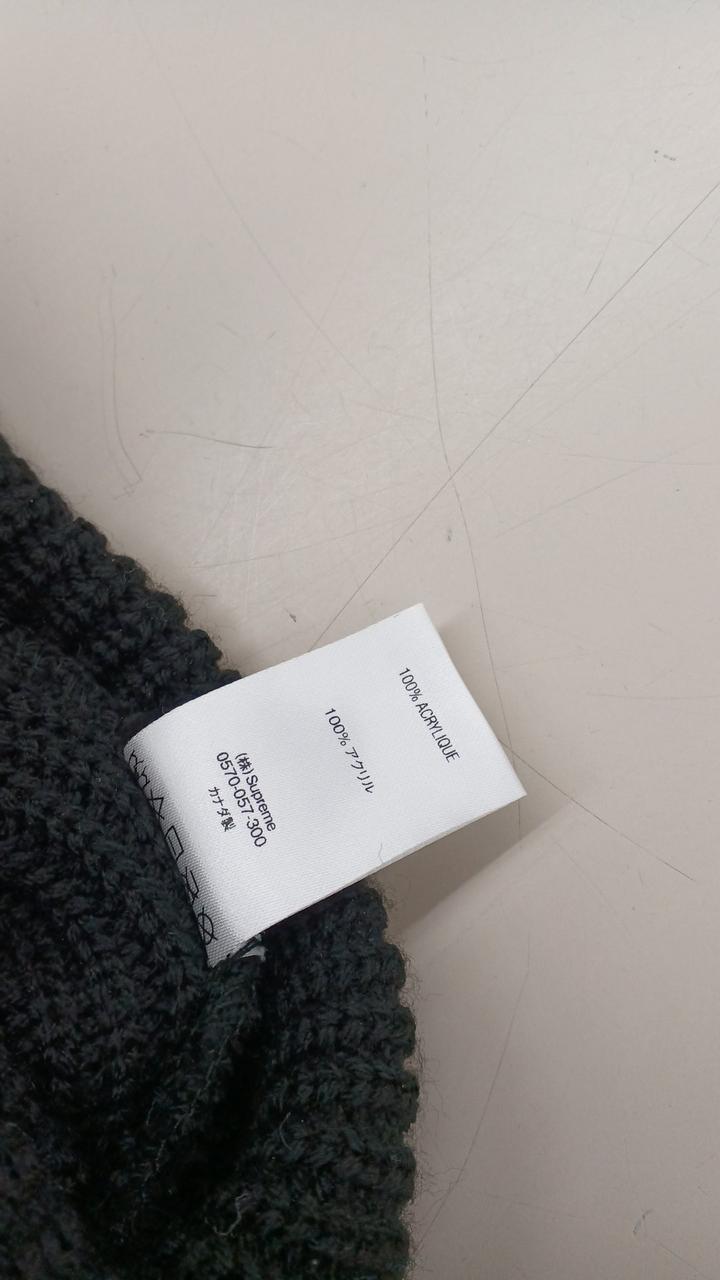 100% ACRYLIQUE
100% アクリル
(株)Supreme
0570-057-300
カナダ製